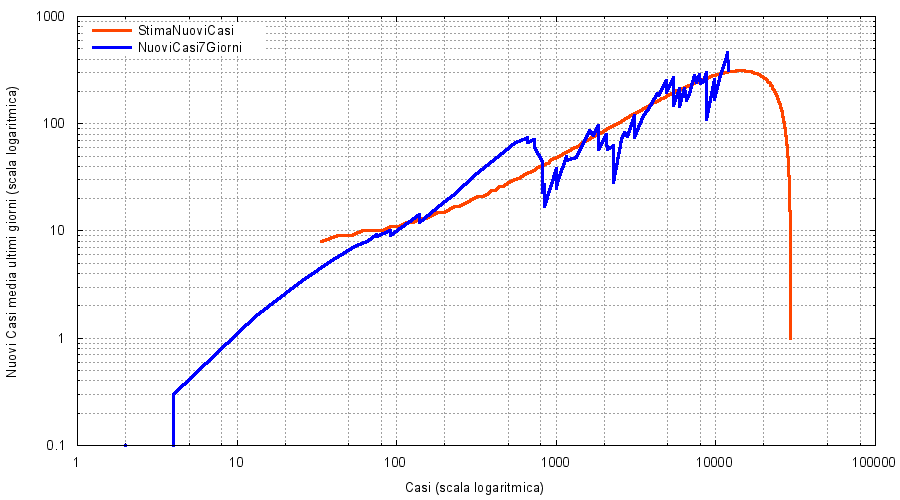 StimaNuoviCasi
NuoviCasi7Giorni
Nuovi Casi media ultimi giorni (scala logaritmica)
1000
100
10
1
0.1
1
10
100
1000
10000
100000
Casi (scala logaritmica)